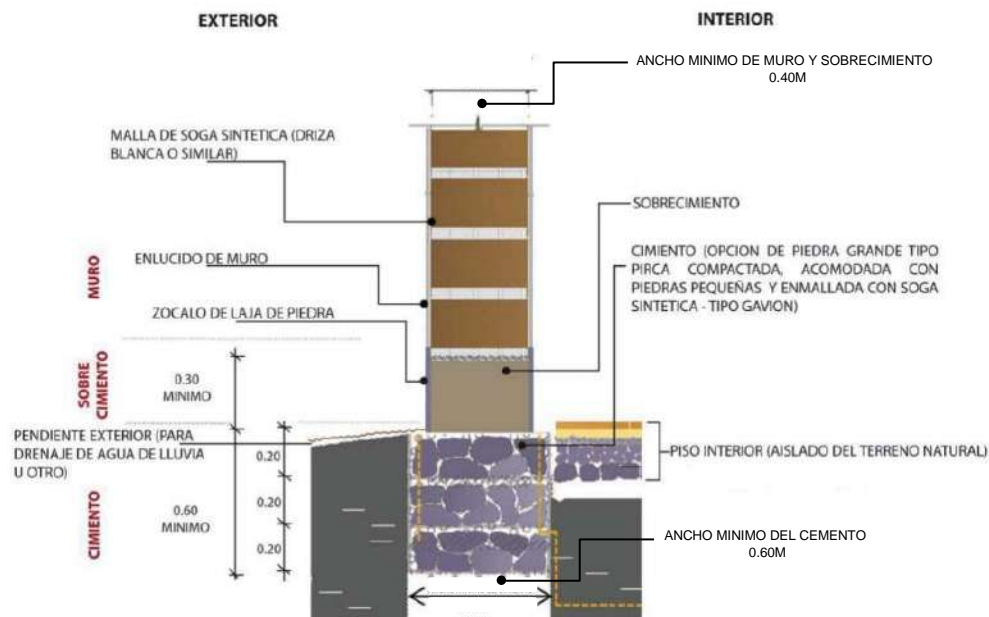 EXTERIOR
INTERIOR
ANCHO MINIMO DE MURO Y SOBRECIMIENTO
0.40M
MALLA DE SOGA SINTETICA (DRIZA
BLANCA O SIMILAR)
SOBRECIMIENTO
CIMIENTO (OPCION DE PIEDRA GRANDE TIPO
PIRCA COMPACTADA, ACOMODADA CON
PIEDRAS PEQUEÑAS Y ENMALLADA CON SOGA
SINTETICA - TIPO GAVION)
MURO
ENLUCIDO DE MURO
ZOCALO DE LAJA DE PIEDRA
SOBRE
CIMIENTO
0.30
MINIMO
PENDIENTE EXTERIOR (PARA
DRENAJE DE AGUA DE LLUVIA
U OTRO)
0.20
PISO INTERIOR (AISLADO DEL TERRENO NATURAL)
CIMIENTO
0.60
MINIMO
0.20
0.20
ANCHO MINIMO DEL CEMENTO
0.60M